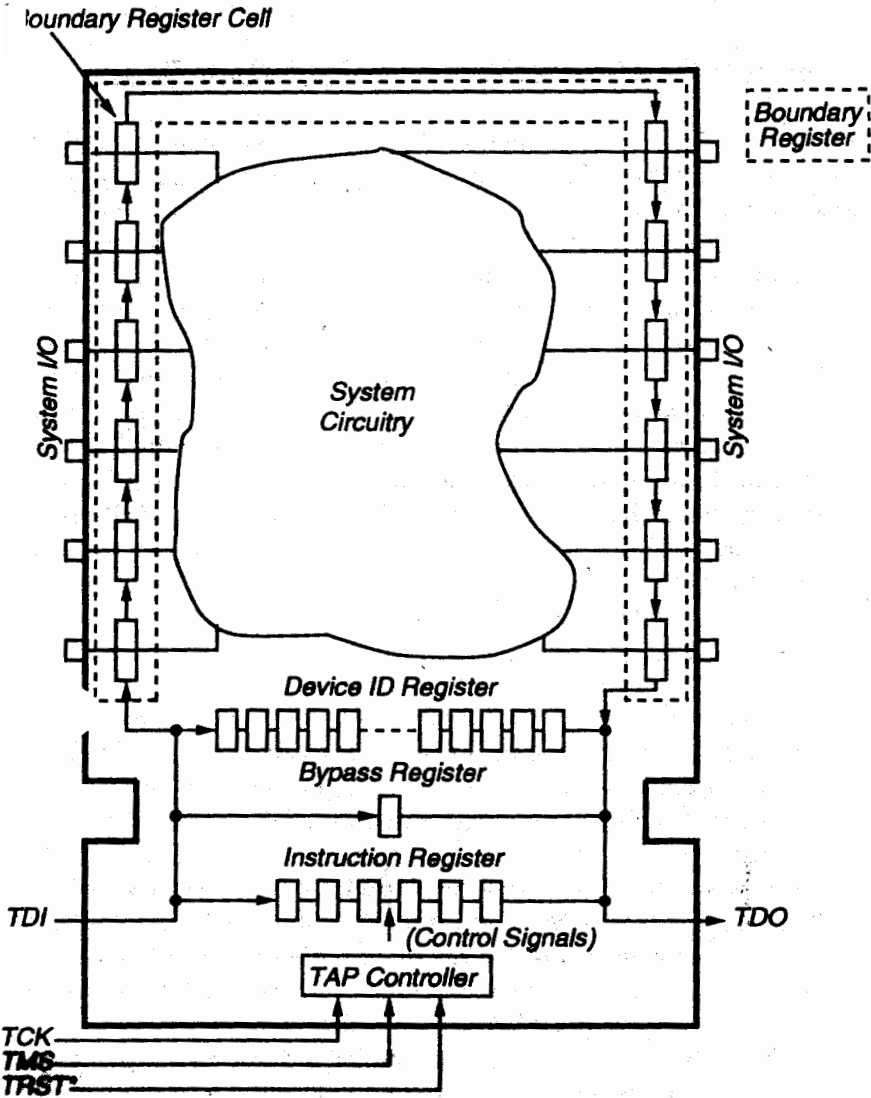 oundary Register Cell
Boundary
Register
System I/O
System
Circuitry
System I/O
Device ID Register
Bypass Register
Instruction Register
TDI
TDO
(Control Signals)
TAP Controller
TCK
TMS
TRST*